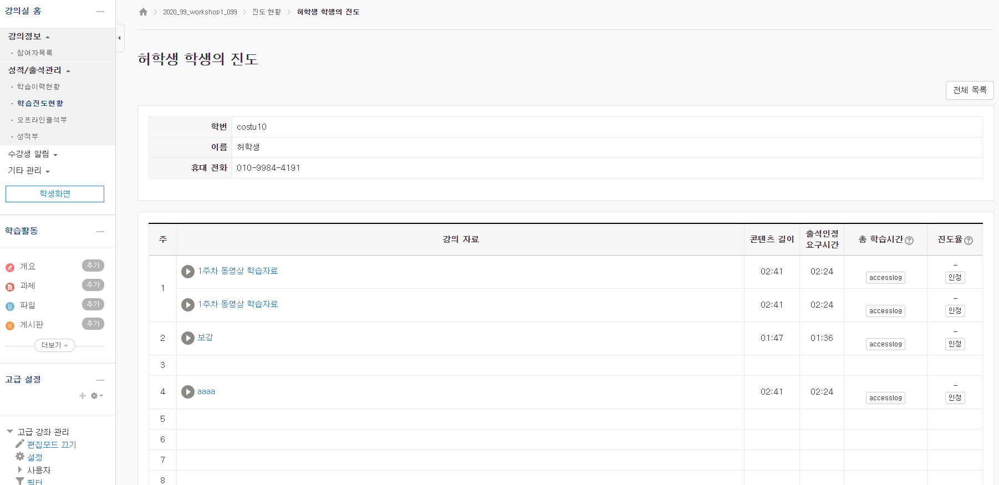 강의실 홈
강의정보
· 참여자목록
성적/출석관리
· 학습이력현황
· 학습진도현황
· 오프라인출석부
· 성적부
수강생 알림
기타 관리
학생화면
학습활동
개요 추가
과제 추가
파일 추가
게시판 추가
더보기
고급 설정
고급 강좌 관리
편집모드 끄기
설정
사용자
필터
2020_99_workshop1_099 진도 현황 허학생 학생의 진도
허학생 학생의 진도
전체 목록
학번 costu10
이름 허학생
휴대 전화 010-9984-4191
주 강의 자료 콘텐츠 길이 출석인정 요구시간 총 학습시간 ? 진도율 ?
1 1주차 동영상 학습자료 02:41 02:24 accesslog - 인정
1주차 동영상 학습자료 02:41 02:24 accesslog - 인정
2 보강 01:47 01:36 accesslog - 인정
3
4 aaaa 02:41 02:24 accesslog - 인정
5
6
7
8